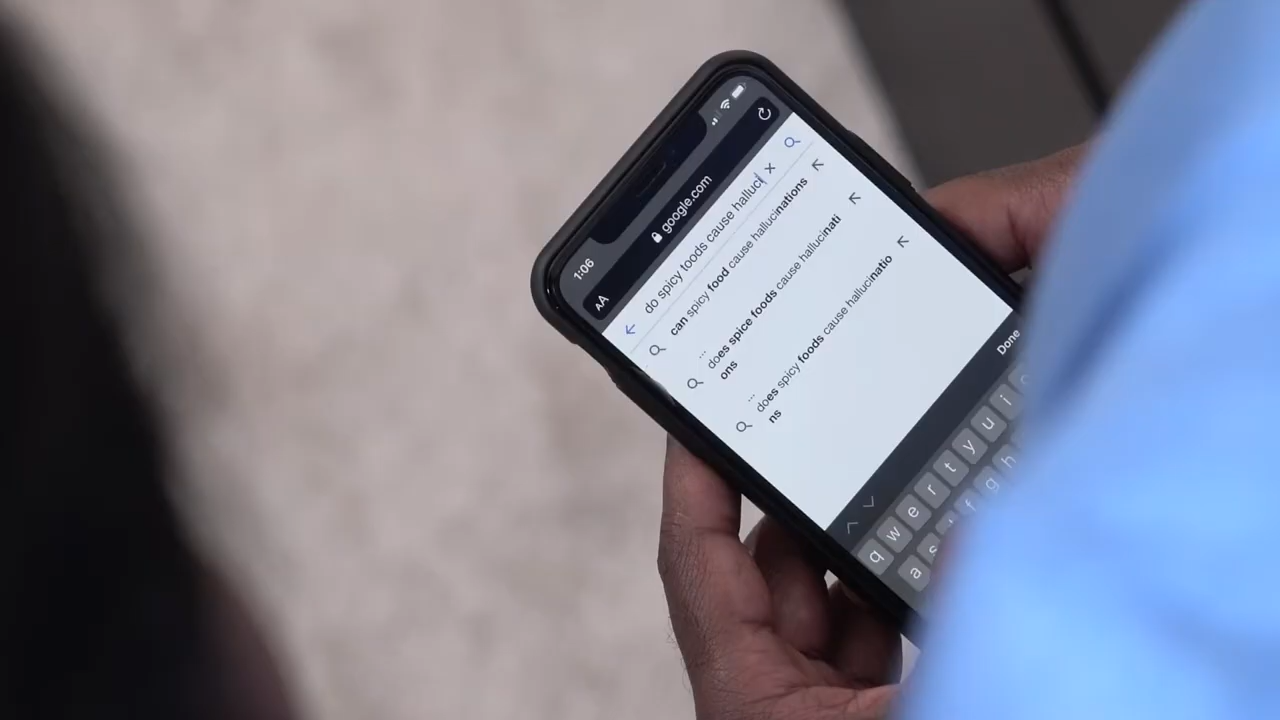 1:06
AA
google.com
do spicy foods cause halluci
can spicy food cause hallucinations
...
does spice foods cause hallucinati
ons
...
does spicy foods cause hallucinatio
ns
Done
q w e r t y u i
a s f g h